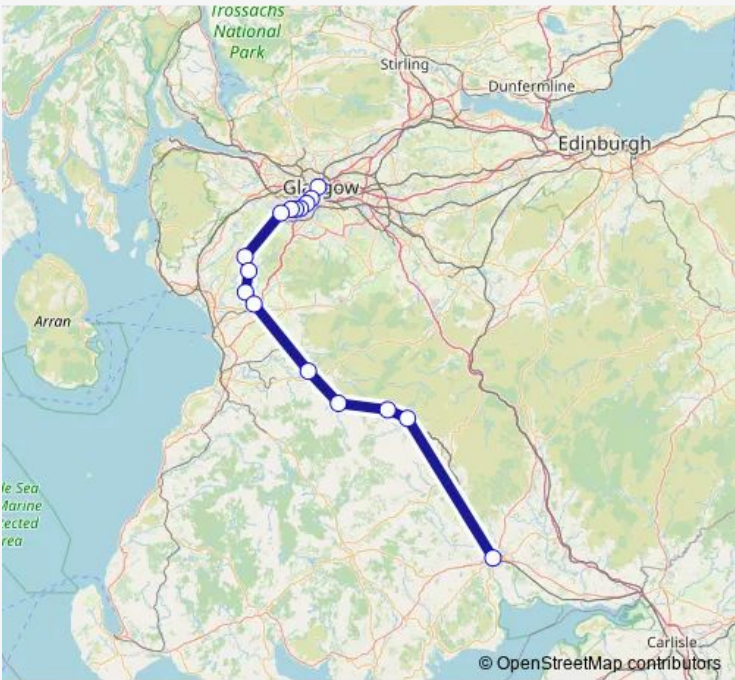 Trossachs
National
Park
Stirling
Dunfermline
Edinburgh
Glasgow
Arran
le Sea
Marine
tected
rea
Carlisle
© OpenStreetMap contributors